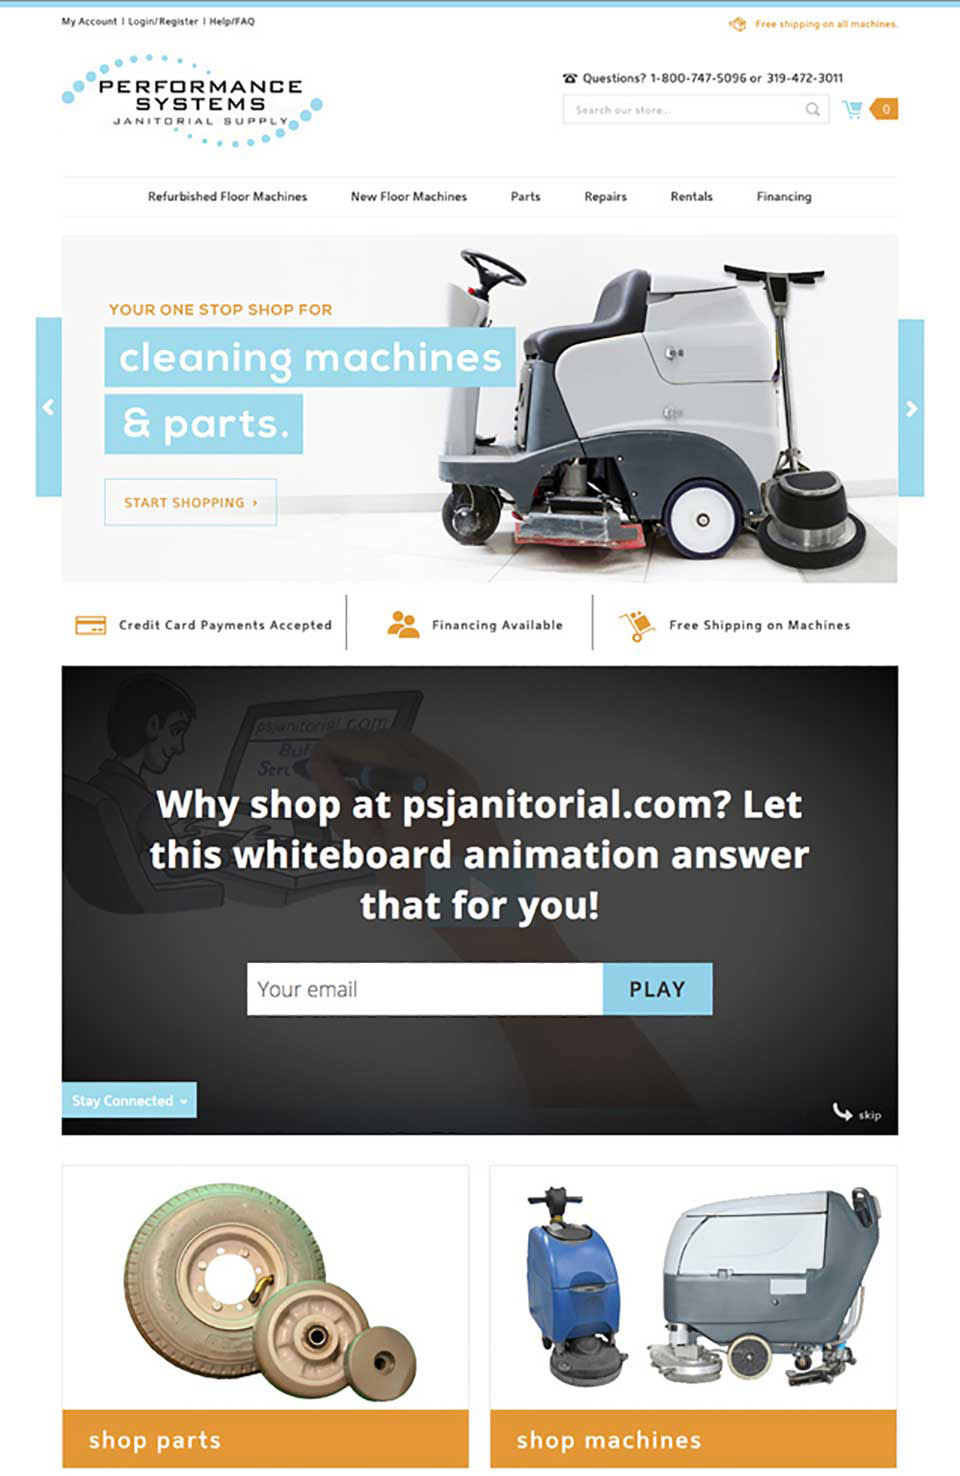 My Account | Login/Register | Help/FAQ
Free shipping on all machines.
PERFORMANCE
SYSTEMS
JANITORIAL SUPPLY
Questions? 1-800-747-5096 or 319-472-3011
Search our store...
0
Refurbished Floor Machines
New Floor Machines
Parts
Repairs
Rentals
Financing
YOUR ONE STOP SHOP FOR
cleaning machines
& parts.
START SHOPPING ›
Credit Card Payments Accepted
Financing Available
Free Shipping on Machines
psjanitorial.com
Why shop at psjanitorial.com? Let
this whiteboard animation answer
that for you!
Your email
PLAY
Stay Connected
skip
shop parts
shop machines